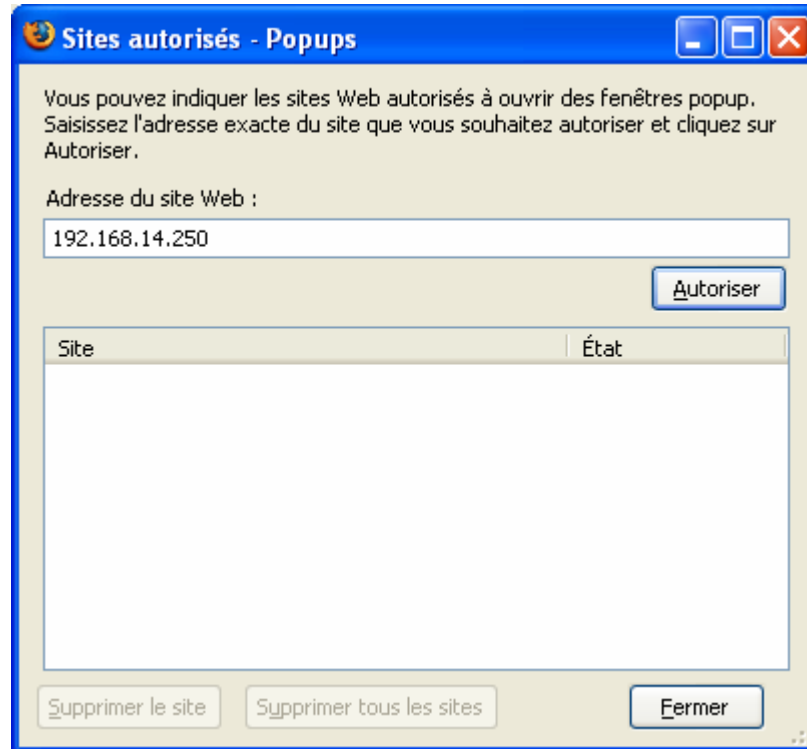 Sites autorisés - Popups
Vous pouvez indiquer les sites Web autorisés à ouvrir des fenêtres popup.
Saisissez l'adresse exacte du site que vous souhaitez autoriser et cliquez sur
Autoriser.
Adresse du site Web :
192.168.14.250
Autoriser
Site État
Supprimer le site Supprimer tous les sites Fermer